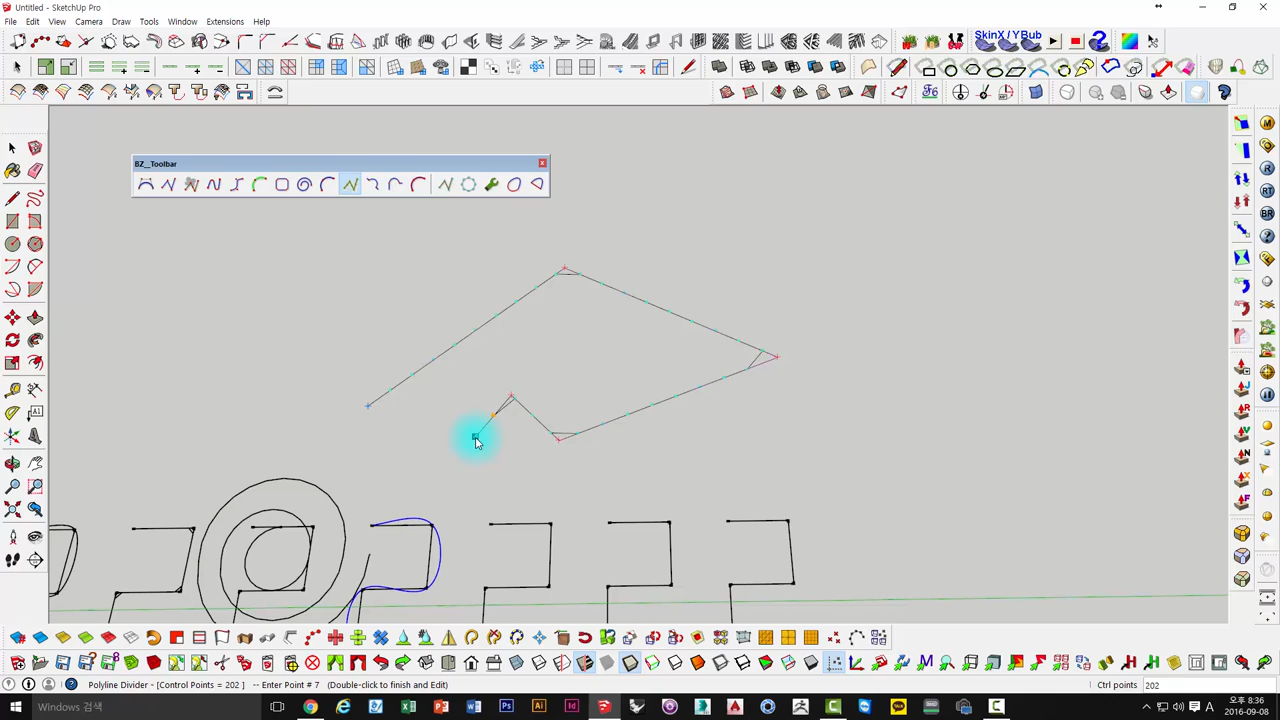 Untitled - SketchUp Pro
File Edit View Camera Draw Tools Window Extensions Help
SkinX / YBub
BZ__Toolbar
Polyline Divider - [Control Points = 202 ] -- Enter Point # 7 (Double-click to finish and Edit)
Ctrl points 202
Windows 검색
오후 8:36
2016-09-08